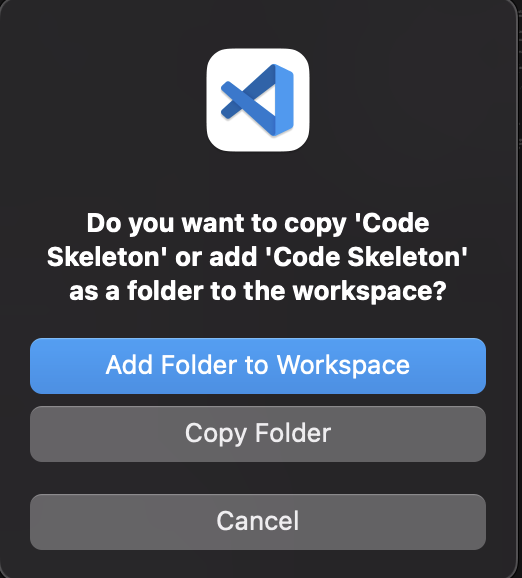 Do you want to copy 'Code
Skeleton' or add 'Code Skeleton'
as a folder to the workspace?
Add Folder to Workspace
Copy Folder
Cancel